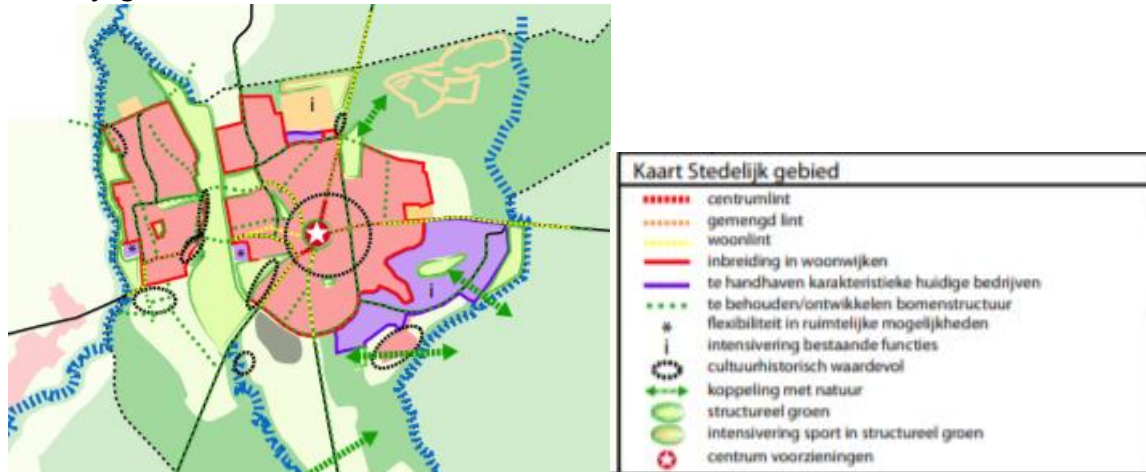 i
*
*
i
Kaart Stedelijk gebied
centrumlint
gemengd lint
woonlint
inbreiding in woonwijken
te handhaven karakteristieke huidige bedrijven
te behouden/ontwikkelen bomenstructuur
* flexibiliteit in ruimtelijke mogelijkheden
i intensivering bestaande functies
cultuurhistorisch waardevol
koppeling met natuur
structureel groen
intensivering sport in structureel groen
centrum voorzieningen